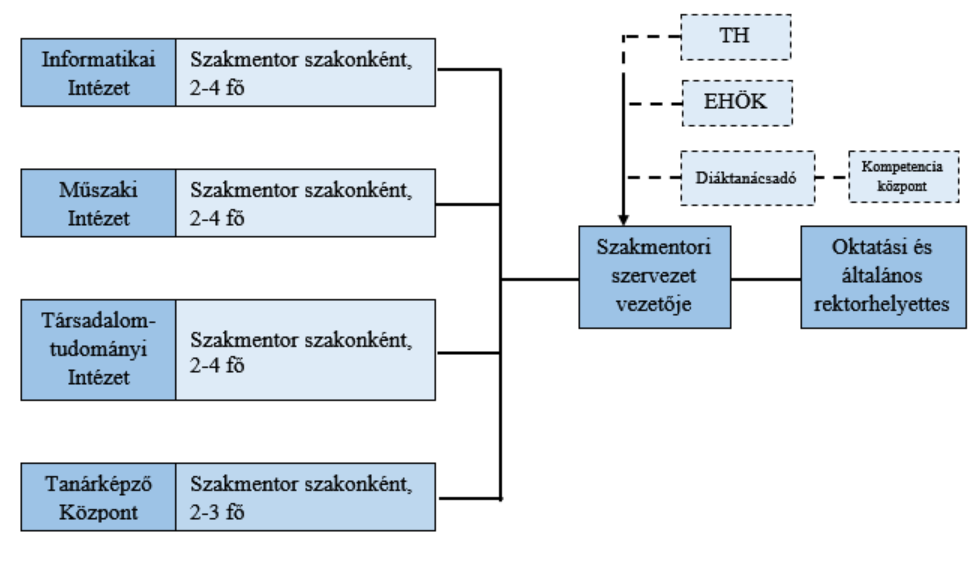 Informatikai
Intézet
Szakmentor szakonként,
2-4 fő
Műszaki
Intézet
Szakmentor szakonként,
2-4 fő
Társadalom-
tudományi
Intézet
Szakmentor szakonként,
2-4 fő
Tanárképző
Központ
Szakmentor szakonként,
2-3 fő
TH
EHÖK
Diáktanácsadó
Kompetencia
központ
Szakmentori
szervezet
vezetője
Oktatási és
általános
rektorhelyettes